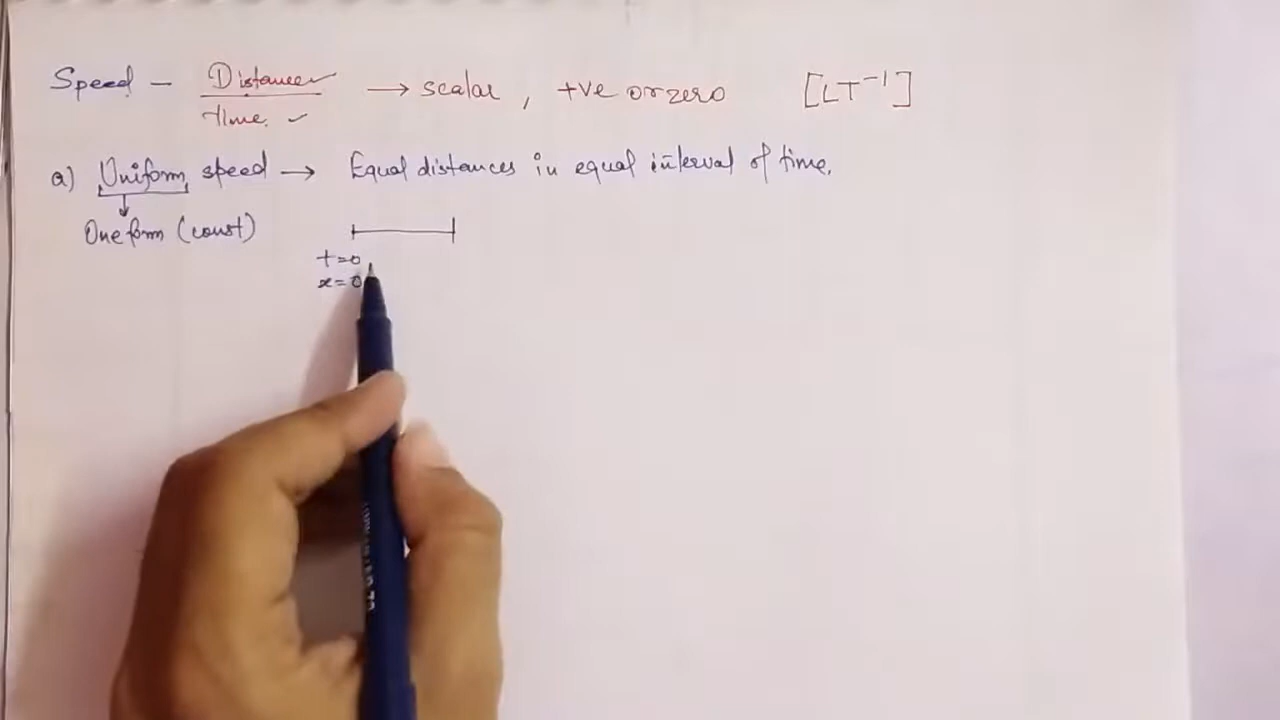 Speed - Distance / Time → scalar, +ve or zero [LT⁻¹]
a) Uniform speed → Equal distances in equal interval of time.
One form (const)
t=0
x=0